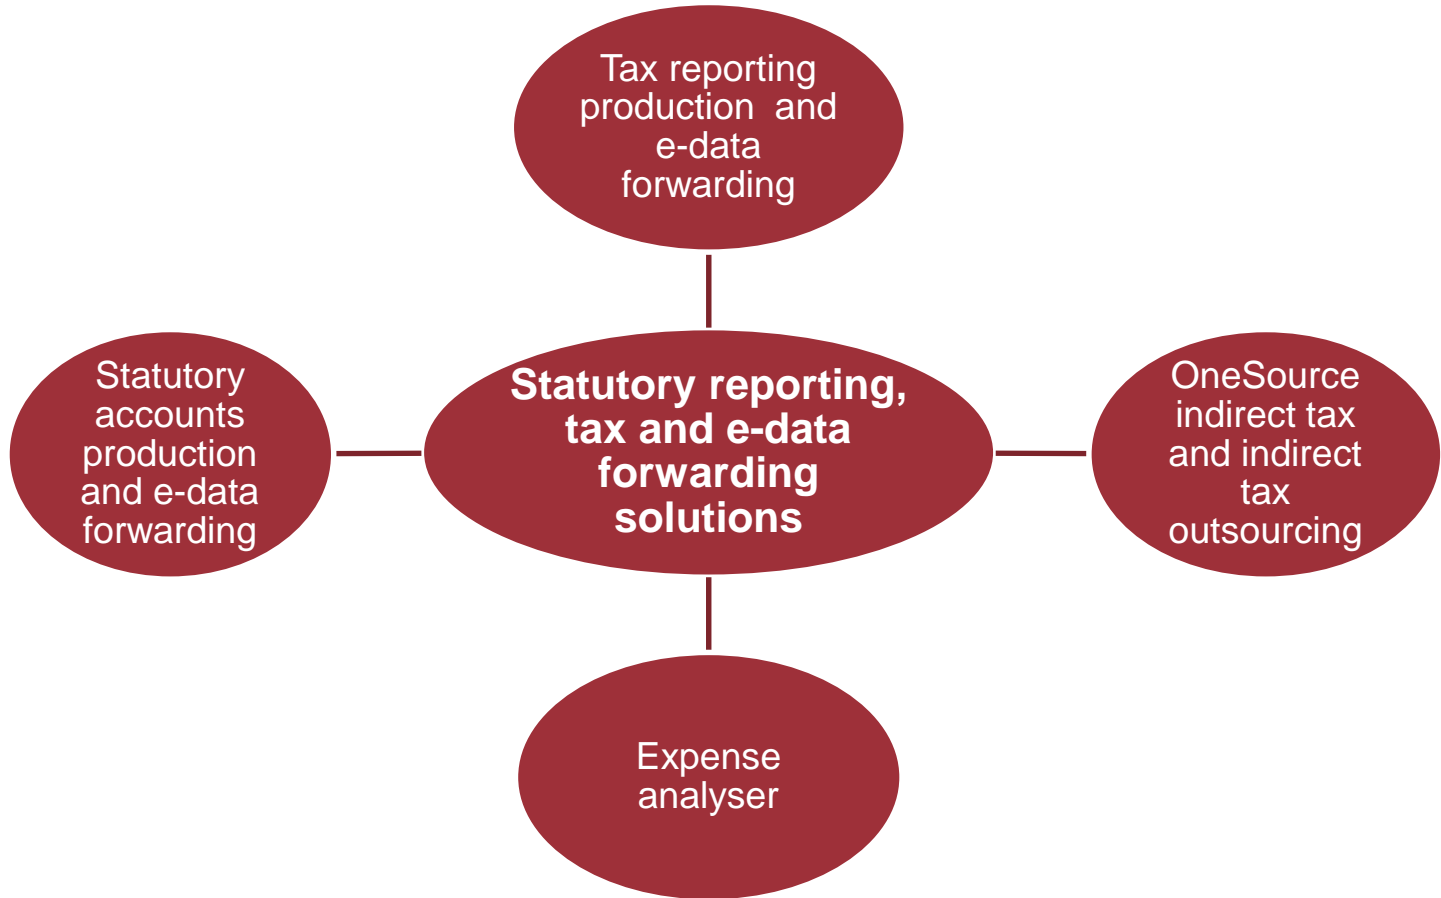 Tax reporting
production  and
e-data
forwarding
Statutory
accounts
production
and e-data
forwarding
Statutory reporting,
tax and e-data
forwarding
solutions
OneSource
indirect tax
and indirect
tax
outsourcing
Expense
analyser